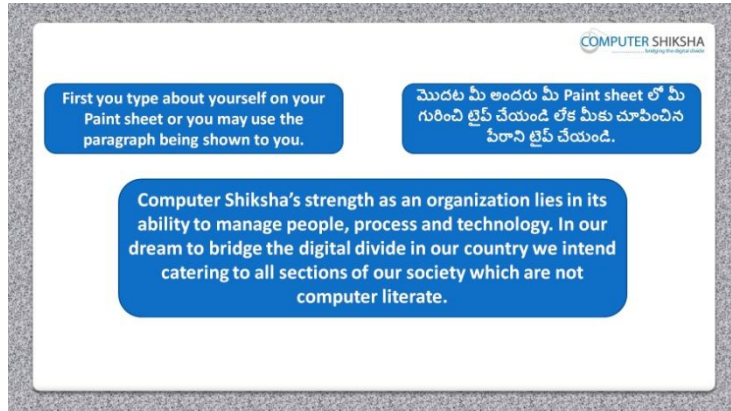 COMPUTER SHIKSHA
bridging the digital divide
First you type about yourself on your
Paint sheet or you may use the
paragraph being shown to you.
మొదట మీ అందరు మీ Paint sheet లో మీ
గురించి టైప్ చేయండి లేక మీకు చూపించిన
పేరాని టైప్ చేయండి.
Computer Shiksha’s strength as an organization lies in its
ability to manage people, process and technology. In our
dream to bridge the digital divide in our country we intend
catering to all sections of our society which are not
computer literate.